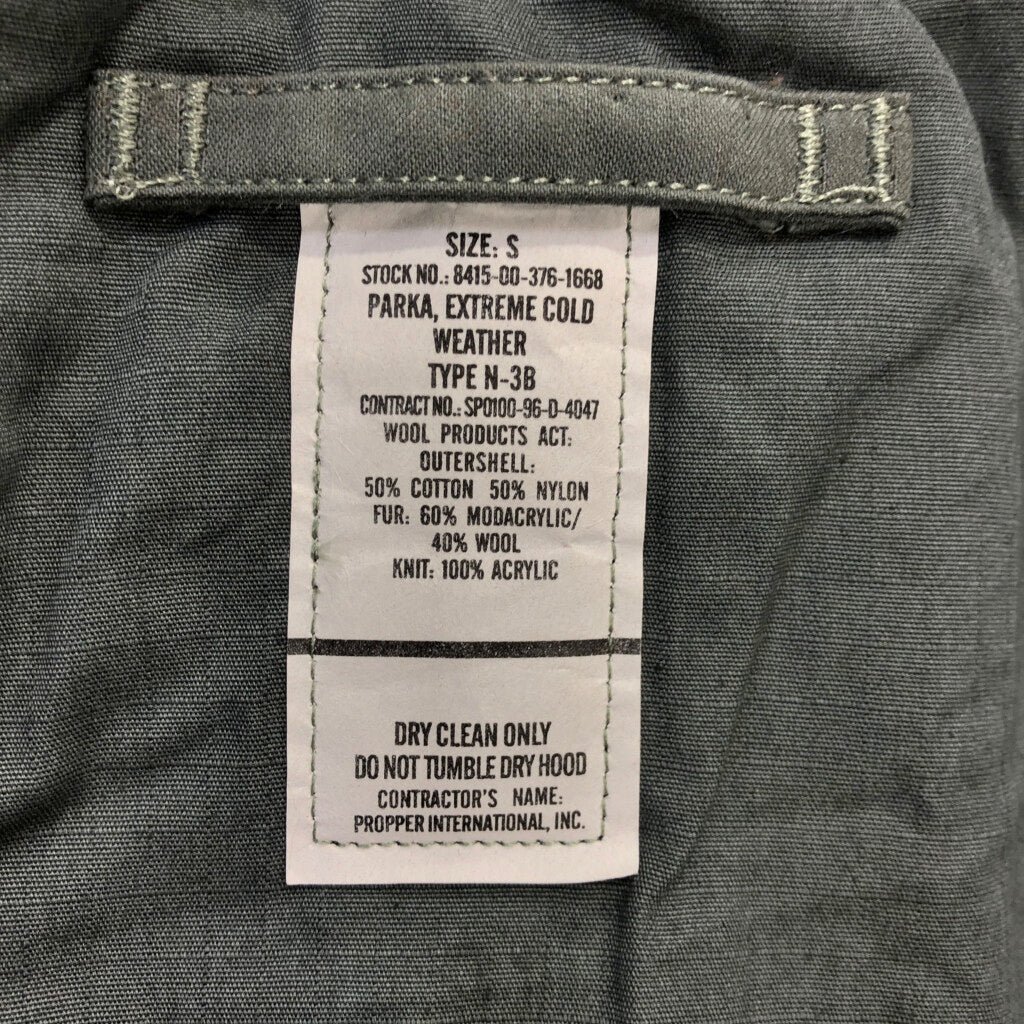 SIZE: S
STOCK NO.: 8415-00-376-1668
PARKA, EXTREME COLD
WEATHER
TYPE N-3B
CONTRACT NO.: SP0100-96-D-4047
WOOL PRODUCTS ACT:
OUTERSHELL:
50% COTTON 50% NYLON
FUR: 60% MODACRYLIC/
40% WOOL
KNIT: 100% ACRYLIC
DRY CLEAN ONLY
DO NOT TUMBLE DRY HOOD
CONTRACTOR'S NAME:
PROPPER INTERNATIONAL, INC.